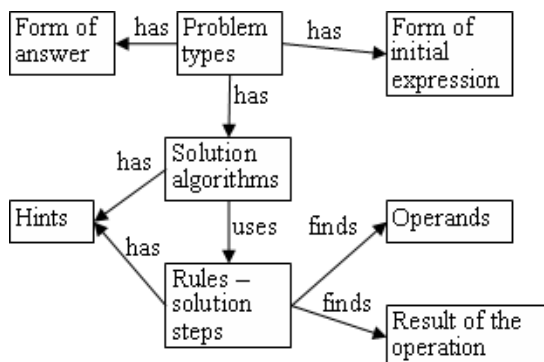 Form of
answer
has
Problem
types
has
Form of
initial
expression
has
has
Solution
algorithms
Hints
has
uses
finds
Operands
Rules –
solution
steps
finds
Result of the
operation